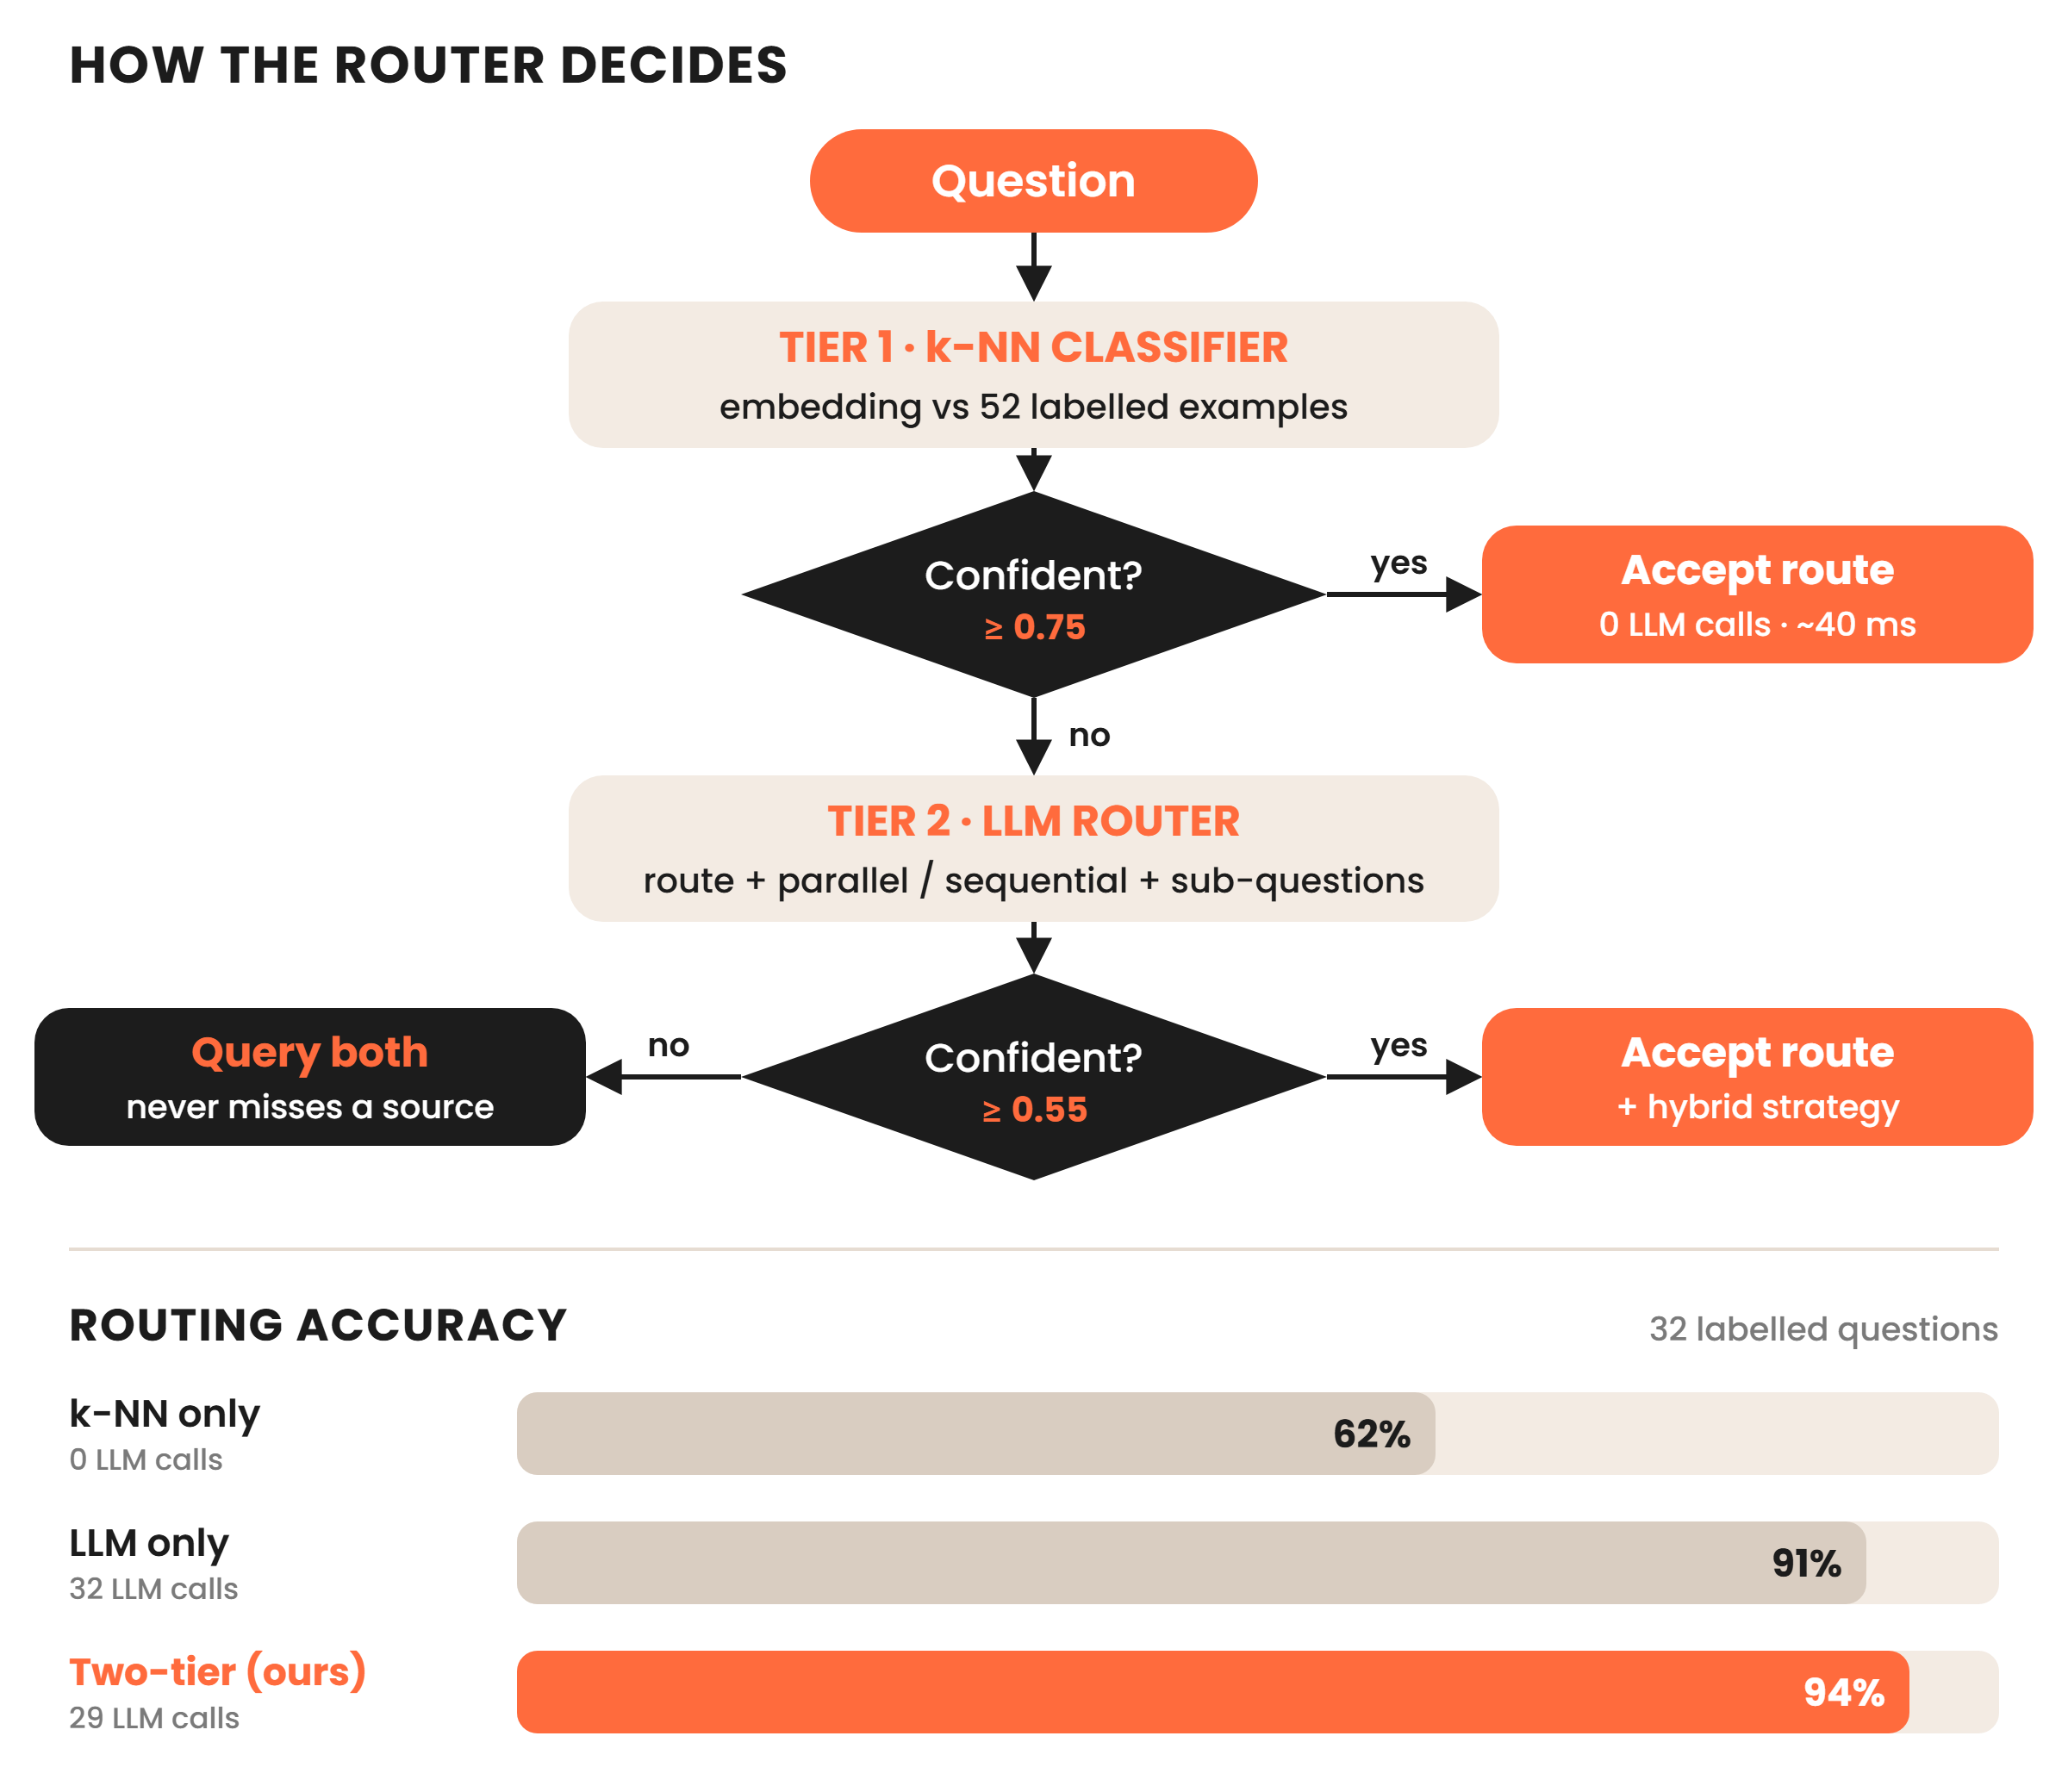 HOW THE ROUTER DECIDES
Question
TIER 1 · k-NN CLASSIFIER
embedding vs 52 labelled examples
Confident?
≥ 0.75
yes
Accept route
0 LLM calls · ~40 ms
no
TIER 2 · LLM ROUTER
route + parallel / sequential + sub-questions
Query both
never misses a source
no
Confident?
≥ 0.55
yes
Accept route
+ hybrid strategy
ROUTING ACCURACY
32 labelled questions
k-NN only
0 LLM calls
62%
LLM only
32 LLM calls
91%
Two-tier (ours)
29 LLM calls
94%